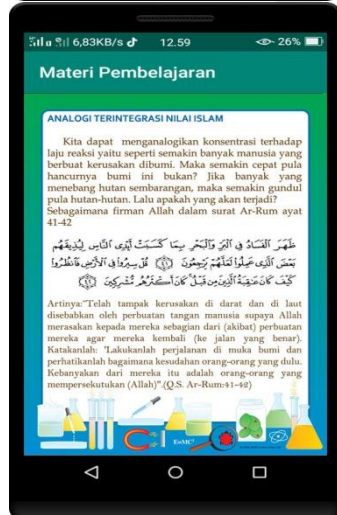 6,83KB/s 12.59 26%
Materi Pembelajaran
ANALOGI TERINTEGRASI NILAI ISLAM
Kita dapat menganalogikan konsentrasi terhadap
laju reaksi yaitu seperti semakin banyak manusia yang
berbuat kerusakan dibumi. Maka semakin cepat pula
hancurnya bumi ini bukan? Jika banyak yang
menebang hutan sembarangan, maka semakin gundul
pula hutan-hutan. Lalu apakah yang akan terjadi?
Sebagaimana firman Allah dalam surat Ar-Rum ayat
41-42
ظَهَرَ الْفَسَادُ فِي الْبَرِّ وَالْبَحْرِ بِمَا كَسَبَتْ أَيْدِي النَّاسِ لِيُذِيقَهُم
بَعْضَ الَّذِي عَمِلُوا لَعَلَّهُمْ يَرْجِعُونَ ﴿٤١﴾ قُلْ سِيرُوا فِي الْأَرْضِ فَانظُرُوا
كَيْفَ كَانَ عَاقِبَةُ الَّذِينَ مِن قَبْلُ كَانَ أَكْثَرُهُم مُّشْرِكِينَ ﴿٤٢﴾
Artinya:"Telah tampak kerusakan di darat dan di laut
disebabkan oleh perbuatan tangan manusia supaya Allah
merasakan kepada mereka sebagian dari (akibat) perbuatan
mereka agar mereka kembali (ke jalan yang benar).
Katakanlah: "Lakukanlah perjalanan di muka bumi dan
perhatikanlah bagaimana kesudahan orang-orang yang dulu.
Kebanyakan dari mereka itu adalah orang-orang yang
mempersekutukan (Allah)".(Q.S. Ar-Rum:41-42)
E=MC²